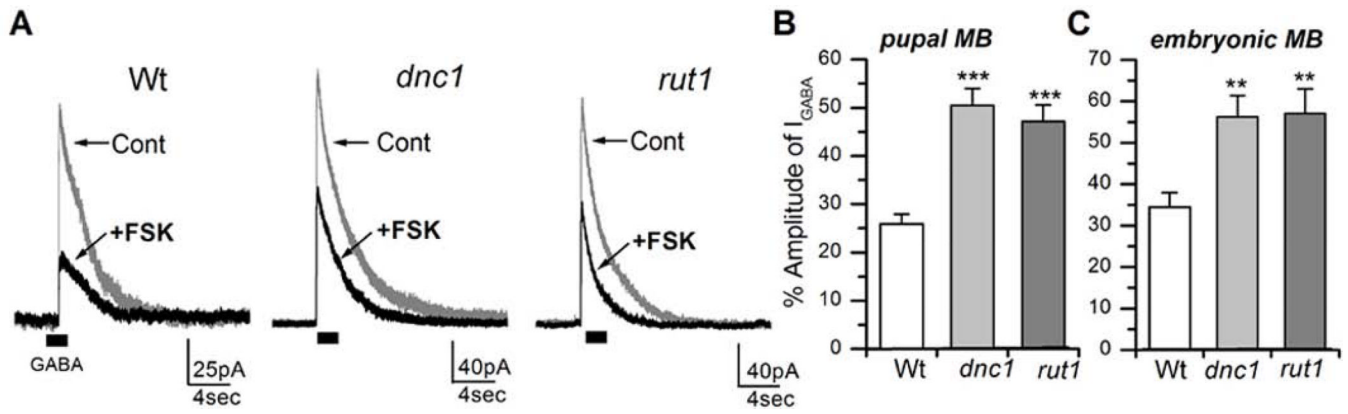 A
Wt
dnc1
rut1
Cont
Cont
Cont
+FSK
+FSK
+FSK
GABA
25pA
4sec
40pA
4sec
40pA
4sec
B
pupal MB
% Amplitude of I_GABA
60
50
40
30
20
10
0
***
***
Wt
dnc1
rut1
C
embryonic MB
70
60
50
40
30
20
10
0
**
**
Wt
dnc1
rut1